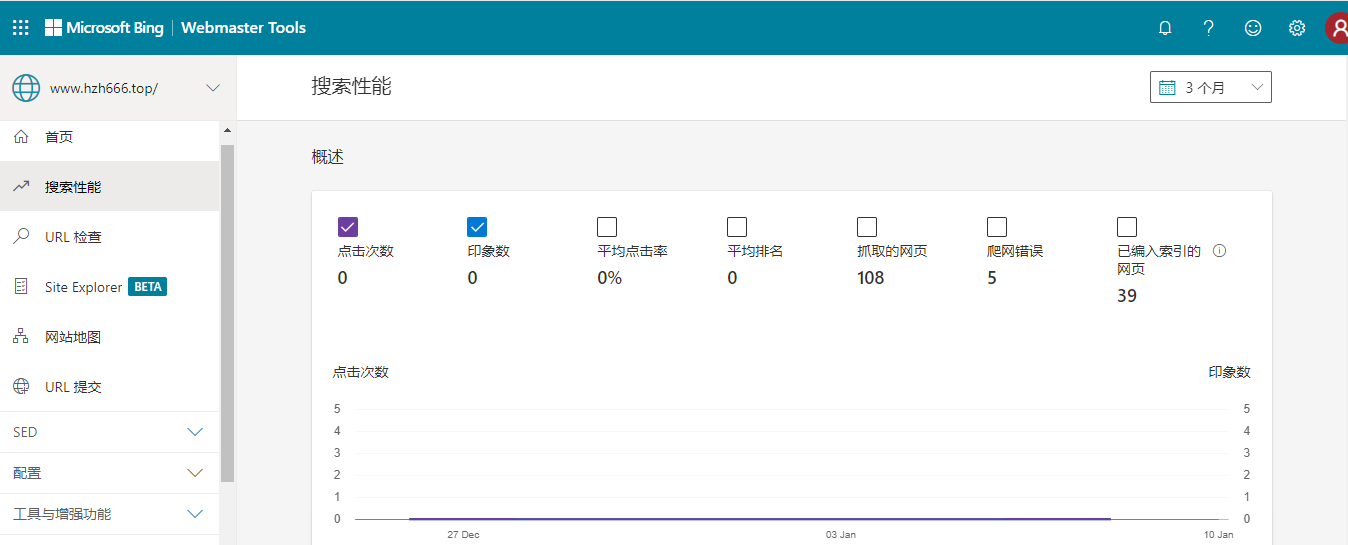 Microsoft Bing Webmaster Tools
www.hzh666.top/
首页
搜索性能
URL 检查
Site Explorer BETA
网站地图
URL 提交
SED
配置
工具与增强功能
搜索性能
3 个月
概述
点击次数 印象数 平均点击率 平均排名 抓取的网页 爬网错误 已编入索引的
网页
0 0 0% 0 108 5 39
点击次数 印象数
5 5
4 4
3 3
2 2
1 1
0 0
27 Dec 03 Jan 10 Jan